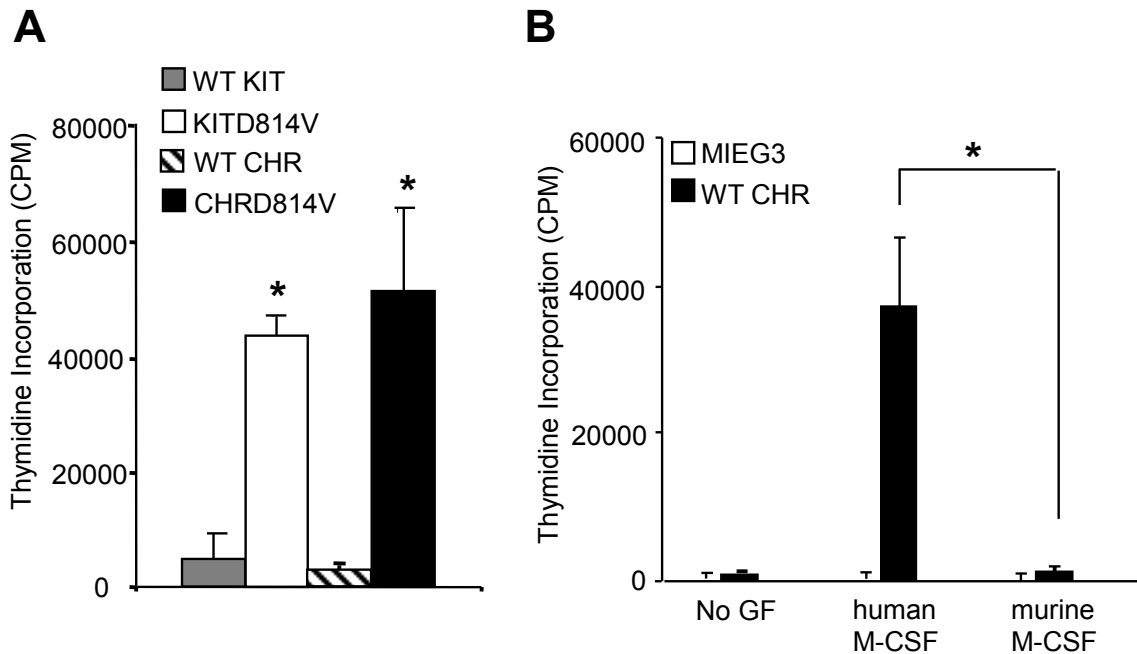 A
WT KIT
KITD814V
WT CHR
CHRD814V
Thymidine Incorporation (CPM)
80000
60000
40000
20000
0
*
*
B
MIEG3
WT CHR
Thymidine Incorporation (CPM)
60000
40000
20000
0
*
No GF
human
M-CSF
murine
M-CSF